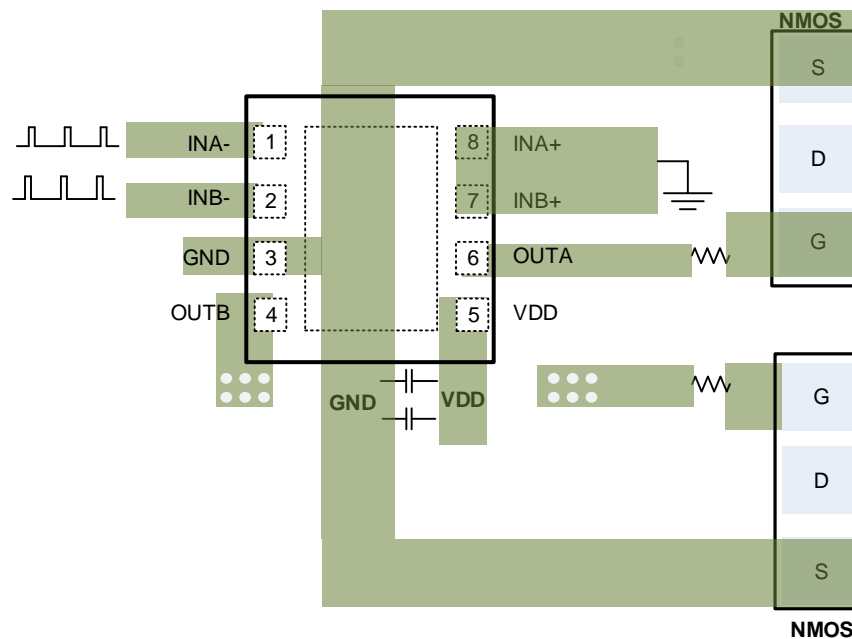 NMOS
S
INA-
1
8
INA+
D
INB-
2
7
INB+
GND
3
6
OUTA
G
OUTB
4
5
VDD
GND
VDD
G
D
S
NMOS